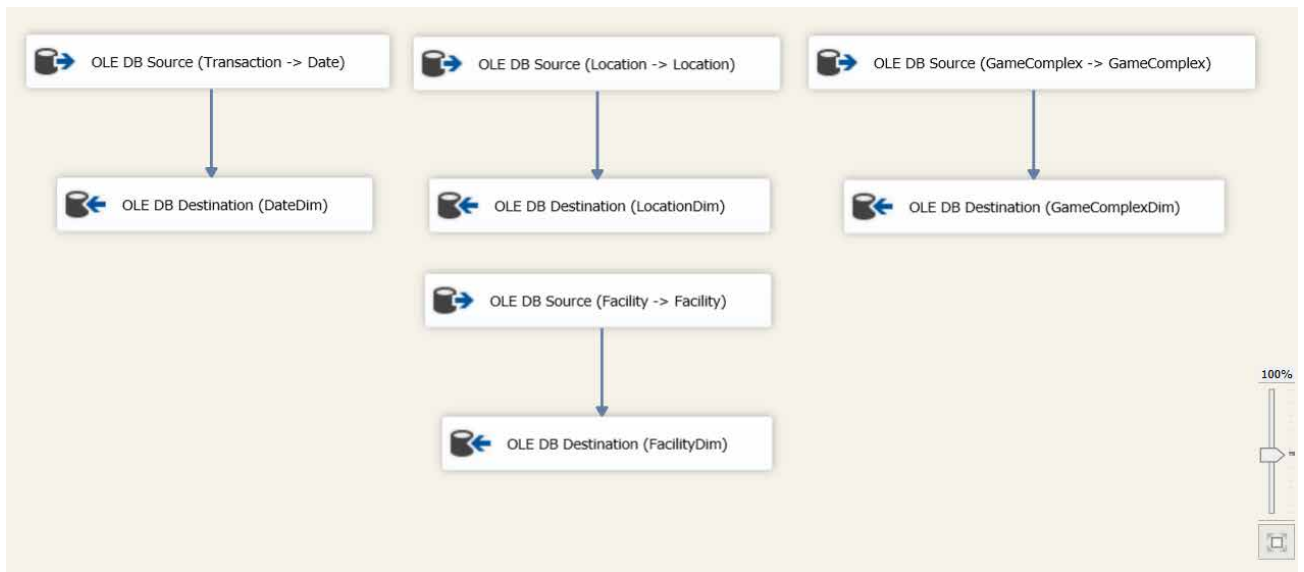 OLE DB Source (Transaction -> Date)
OLE DB Source (Location -> Location)
OLE DB Source (GameComplex -> GameComplex)
OLE DB Destination (DateDim)
OLE DB Destination (LocationDim)
OLE DB Destination (GameComplexDim)
OLE DB Source (Facility -> Facility)
100%
OLE DB Destination (FacilityDim)